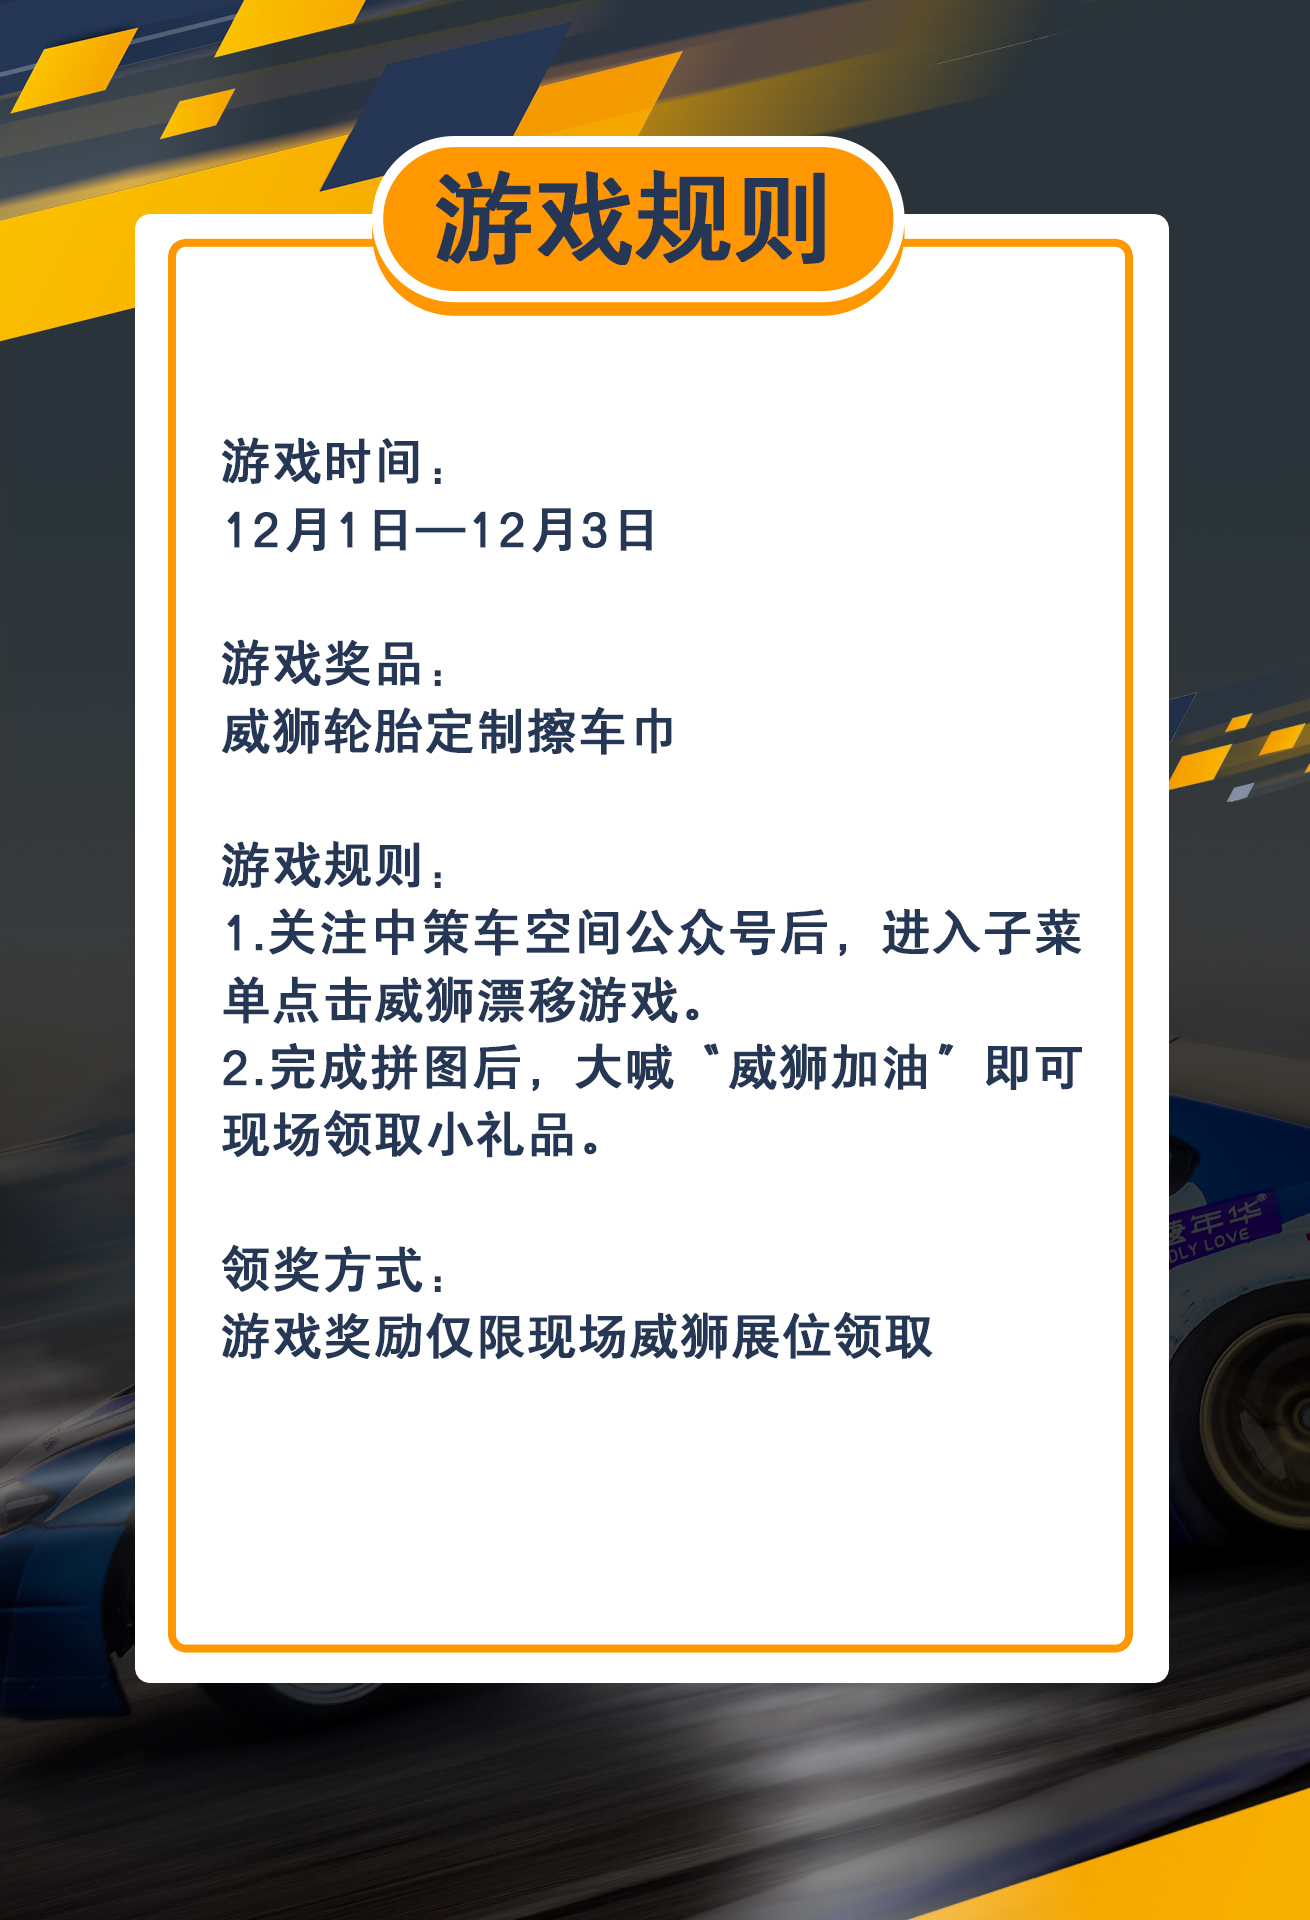 游戏规则
游戏时间：
12月1日—12月3日
游戏奖品：
威狮轮胎定制擦车巾
游戏规则：
1.关注中策车空间公众号后，进入子菜
单点击威狮漂移游戏。
2.完成拼图后，大喊“威狮加油”即可
现场领取小礼品。
领奖方式：
游戏奖励仅限现场威狮展位领取
年华®
OLY LOVE